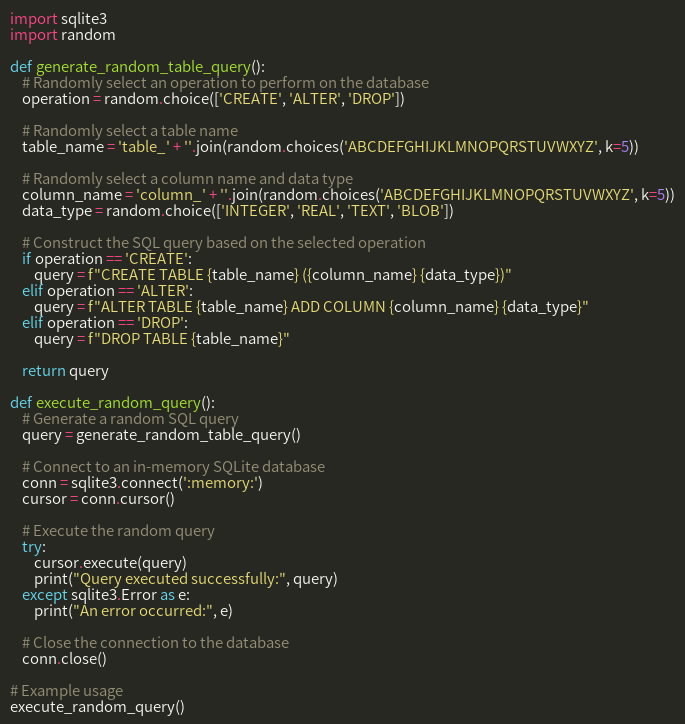 import sqlite3
import random

def generate_random_table_query():
    # Randomly select an operation to perform on the database
    operation = random.choice(['CREATE', 'ALTER', 'DROP'])

    # Randomly select a table name
    table_name = 'table_' + ''.join(random.choices('ABCDEFGHIJKLMNOPQRSTUVWXYZ', k=5))

    # Randomly select a column name and data type
    column_name = 'column_' + ''.join(random.choices('ABCDEFGHIJKLMNOPQRSTUVWXYZ', k=5))
    data_type = random.choice(['INTEGER', 'REAL', 'TEXT', 'BLOB'])

    # Construct the SQL query based on the selected operation
    if operation == 'CREATE':
        query = f"CREATE TABLE {table_name} ({column_name} {data_type})"
    elif operation == 'ALTER':
        query = f"ALTER TABLE {table_name} ADD COLUMN {column_name} {data_type}"
    elif operation == 'DROP':
        query = f"DROP TABLE {table_name}"

    return query

def execute_random_query():
    # Generate a random SQL query
    query = generate_random_table_query()

    # Connect to an in-memory SQLite database
    conn = sqlite3.connect(':memory:')
    cursor = conn.cursor()

    # Execute the random query
    try:
        cursor.execute(query)
        print("Query executed successfully:", query)
    except sqlite3.Error as e:
        print("An error occurred:", e)

    # Close the connection to the database
    conn.close()

# Example usage
execute_random_query()